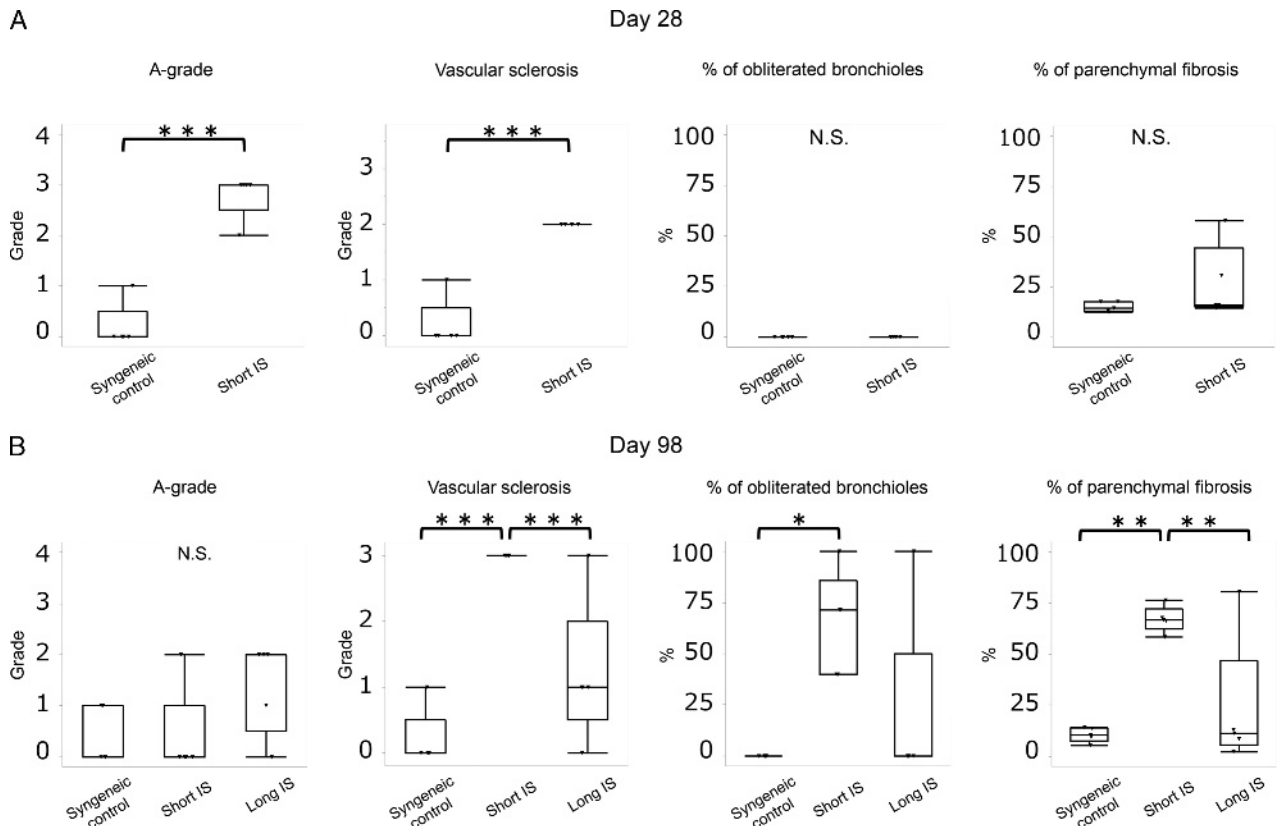 A
Day 28
A-grade
Vascular sclerosis
% of obliterated bronchioles
% of parenchymal fibrosis
Grade
4
3
2
1
0
* * *
Syngeneic control
Short IS
Grade
3
2
1
0
* * *
Syngeneic control
Short IS
%
100
75
50
25
0
N.S.
Syngeneic control
Short IS
%
100
75
50
25
0
N.S.
Syngeneic control
Short IS
B
Day 98
A-grade
Vascular sclerosis
% of obliterated bronchioles
% of parenchymal fibrosis
Grade
4
3
2
1
0
N.S.
Syngeneic control
Short IS
Long IS
Grade
3
2
1
0
* * *
* * *
Syngeneic control
Short IS
Long IS
%
100
75
50
25
0
*
Syngeneic control
Short IS
Long IS
%
100
75
50
25
0
* *
* *
Syngeneic control
Short IS
Long IS